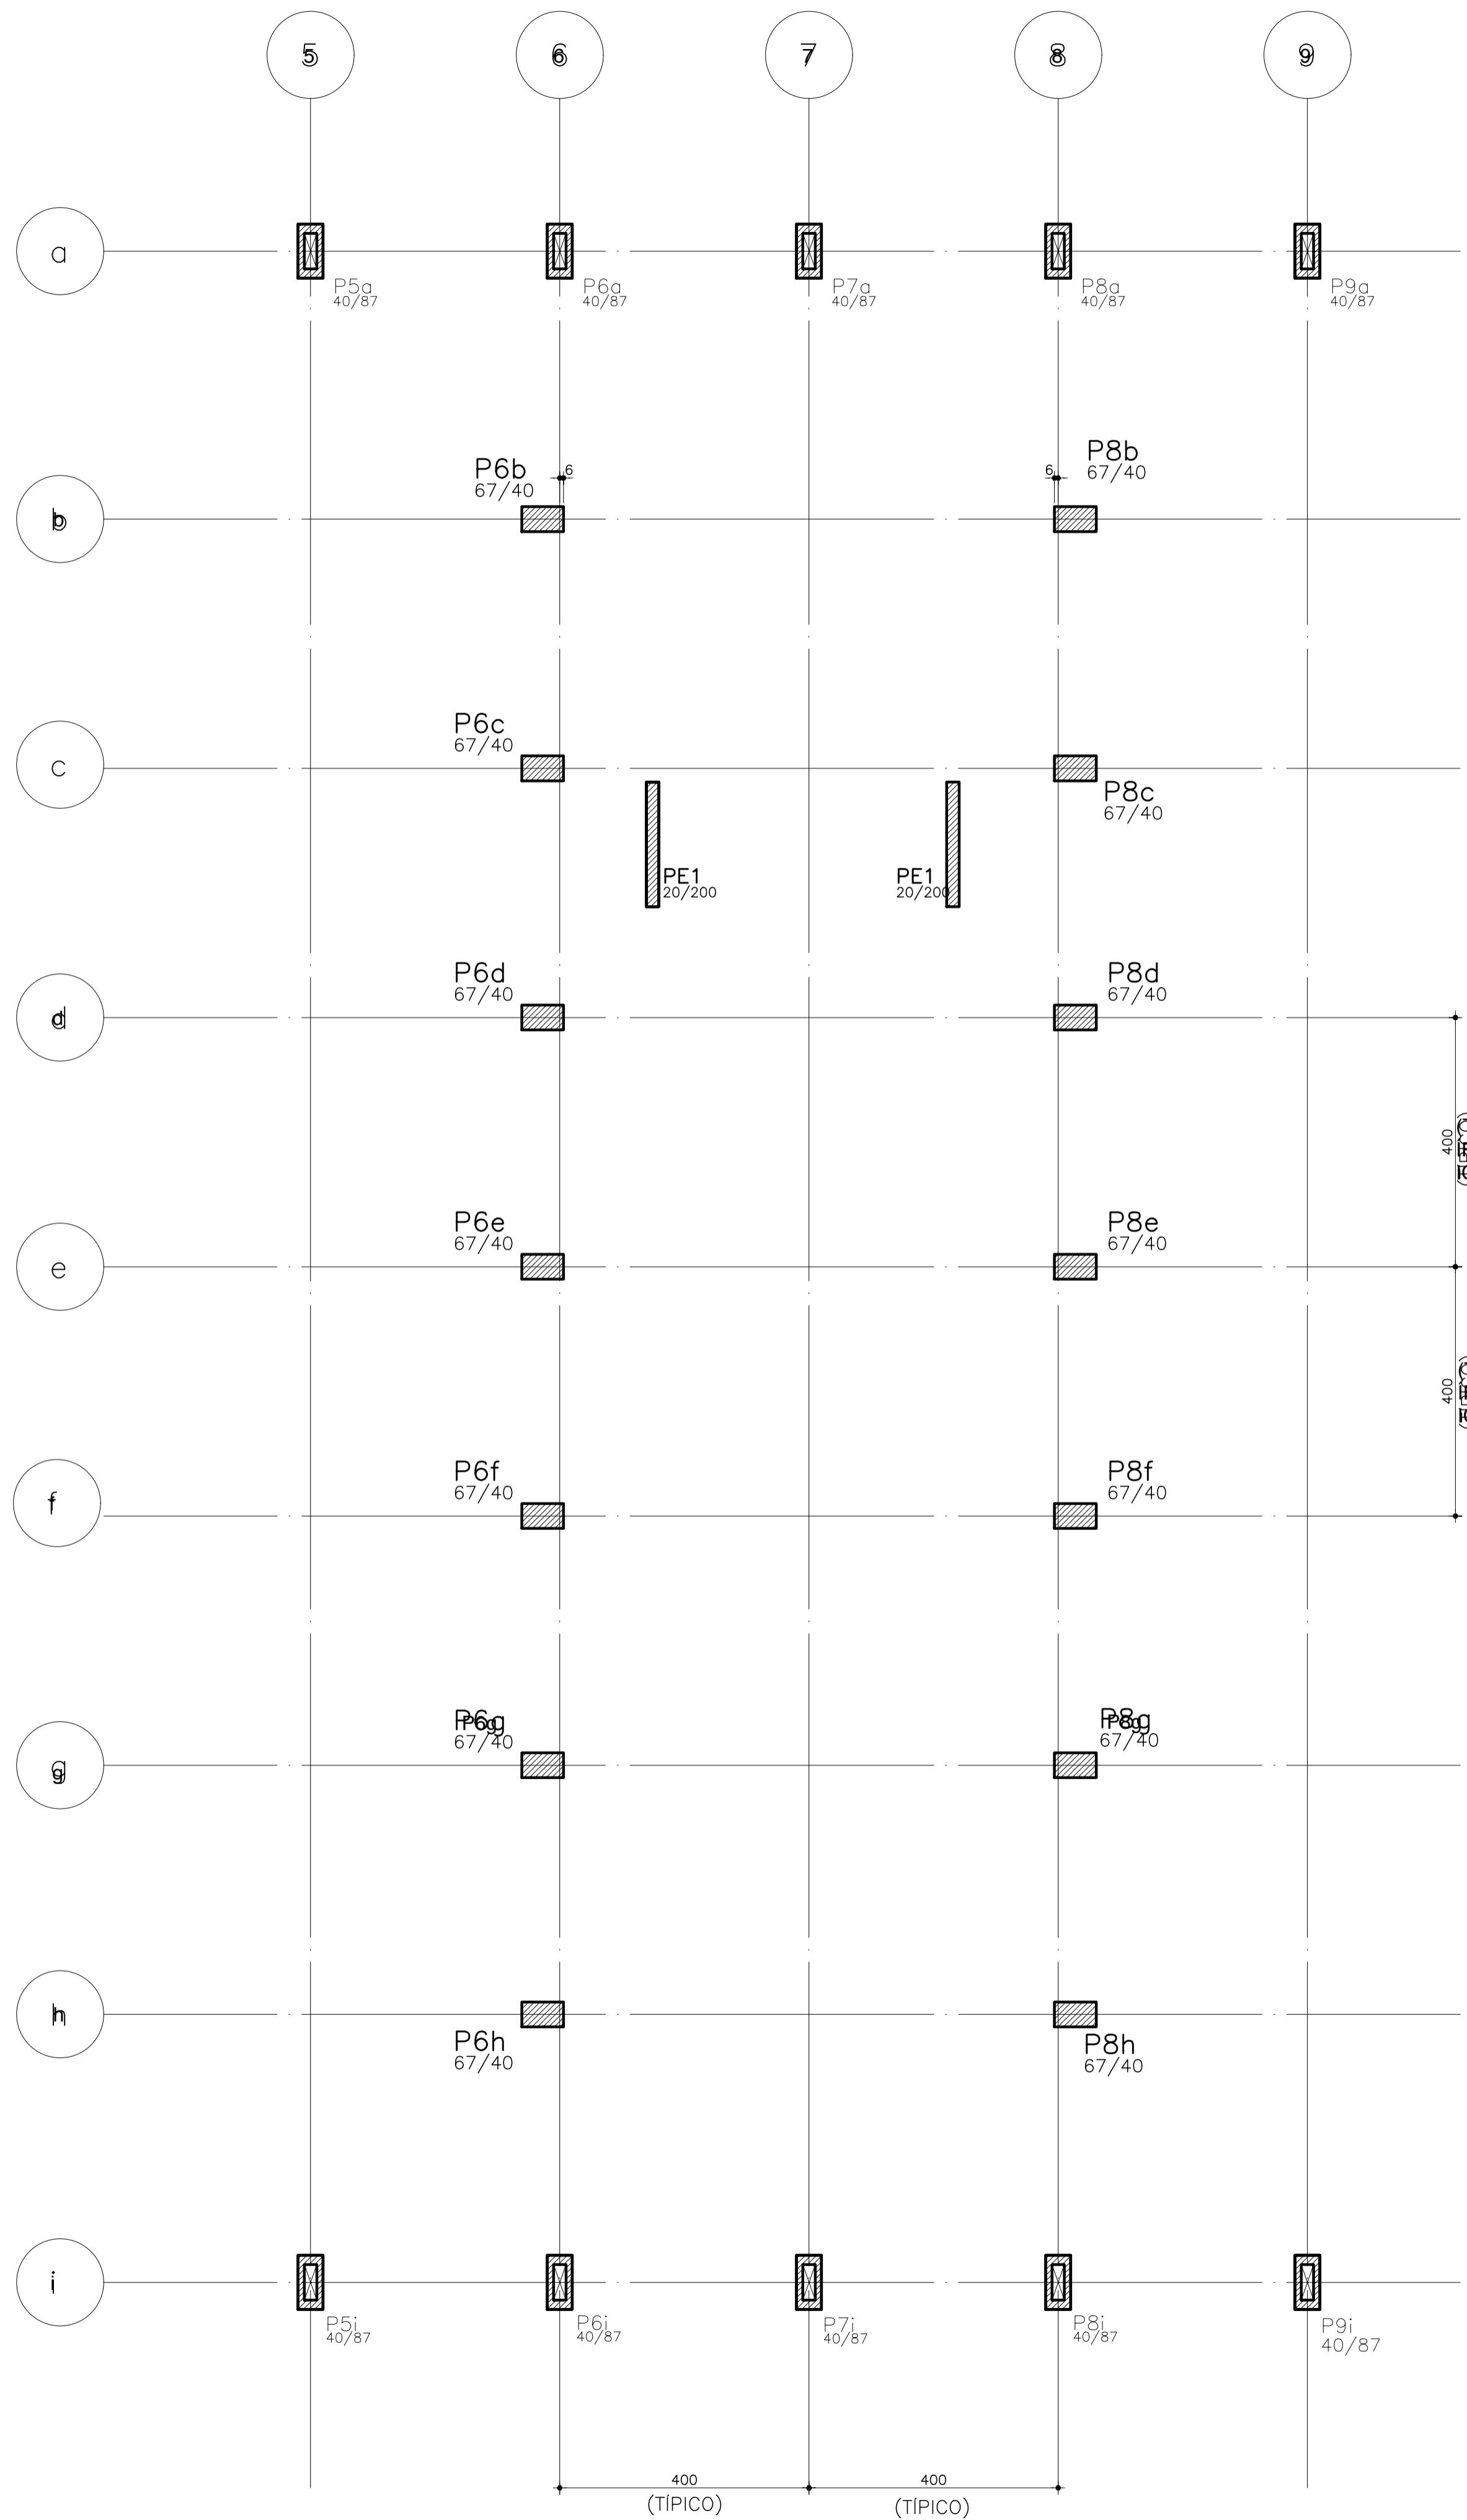 5 6 7 8 9
a
P5a P6a P7a P8a P9a
40/87 40/87 40/87 40/87 40/87
P6b 6 6 P8b
67/40 67/40
b
P6c
67/40
c
P8c
67/40
PE1 PE1
20/200 20/200
P6d P8d
67/40 67/40
d
400
P6e P8e
67/40 67/40
e
400
P6f P8f
67/40 67/40
f
P6g P8g
67/40 67/40
g
h
P6h P8h
67/40 67/40
i
P5i P6i P7i P8i P9i
40/87 40/87 40/87 40/87 40/87
400 400
(TÍPICO) (TÍPICO)